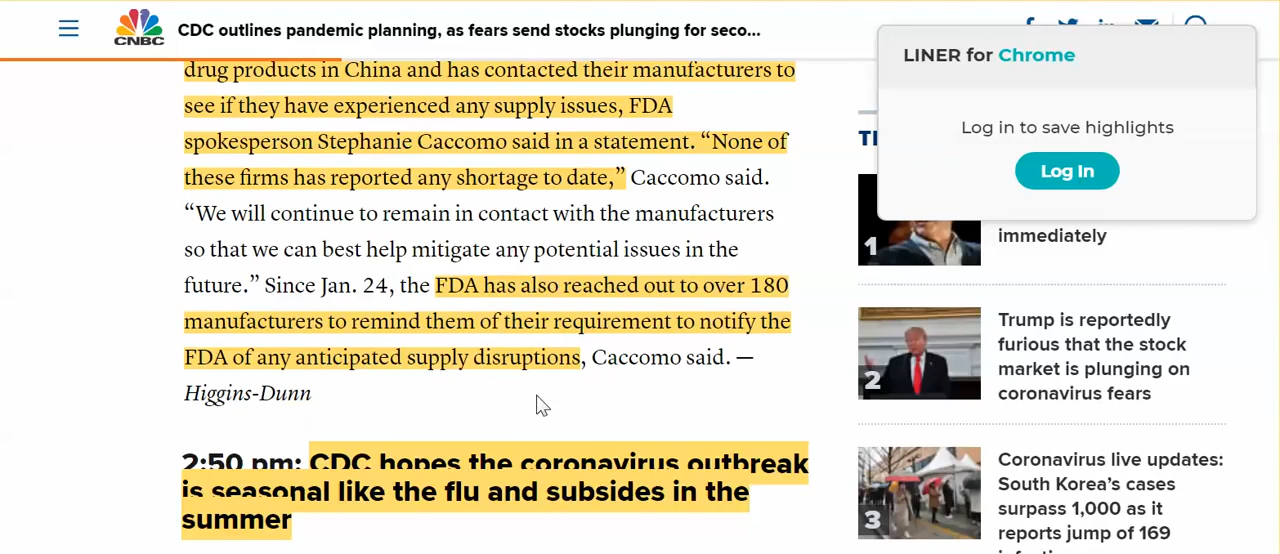 CNBC
CDC outlines pandemic planning, as fears send stocks plunging for seco...
drug products in China and has contacted their manufacturers to
see if they have experienced any supply issues, FDA
spokesperson Stephanie Caccomo said in a statement. “None of
these firms has reported any shortage to date,” Caccomo said.
“We will continue to remain in contact with the manufacturers
so that we can best help mitigate any potential issues in the
future.” Since Jan. 24, the FDA has also reached out to over 180
manufacturers to remind them of their requirement to notify the
FDA of any anticipated supply disruptions, Caccomo said. —
Higgins-Dunn
2:50 pm: CDC hopes the coronavirus outbreak
is seasonal like the flu and subsides in the
summer
LINER for Chrome
Log in to save highlights
Log In
1
immediately
2
Trump is reportedly
furious that the stock
market is plunging on
coronavirus fears
3
Coronavirus live updates:
South Korea’s cases
surpass 1,000 as it
reports jump of 169